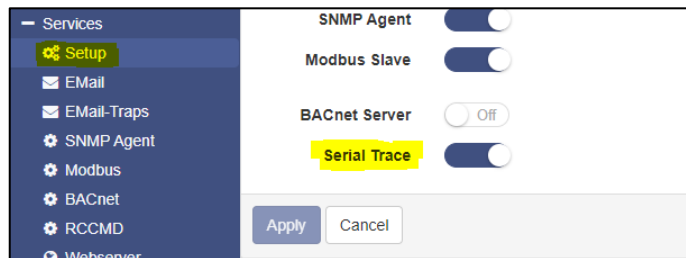 Services
Setup
EMail
EMail-Traps
SNMP Agent
Modbus
BACnet
RCCMD
Webserver
SNMP Agent
Modbus Slave
BACnet Server
Off
Serial Trace
Apply
Cancel